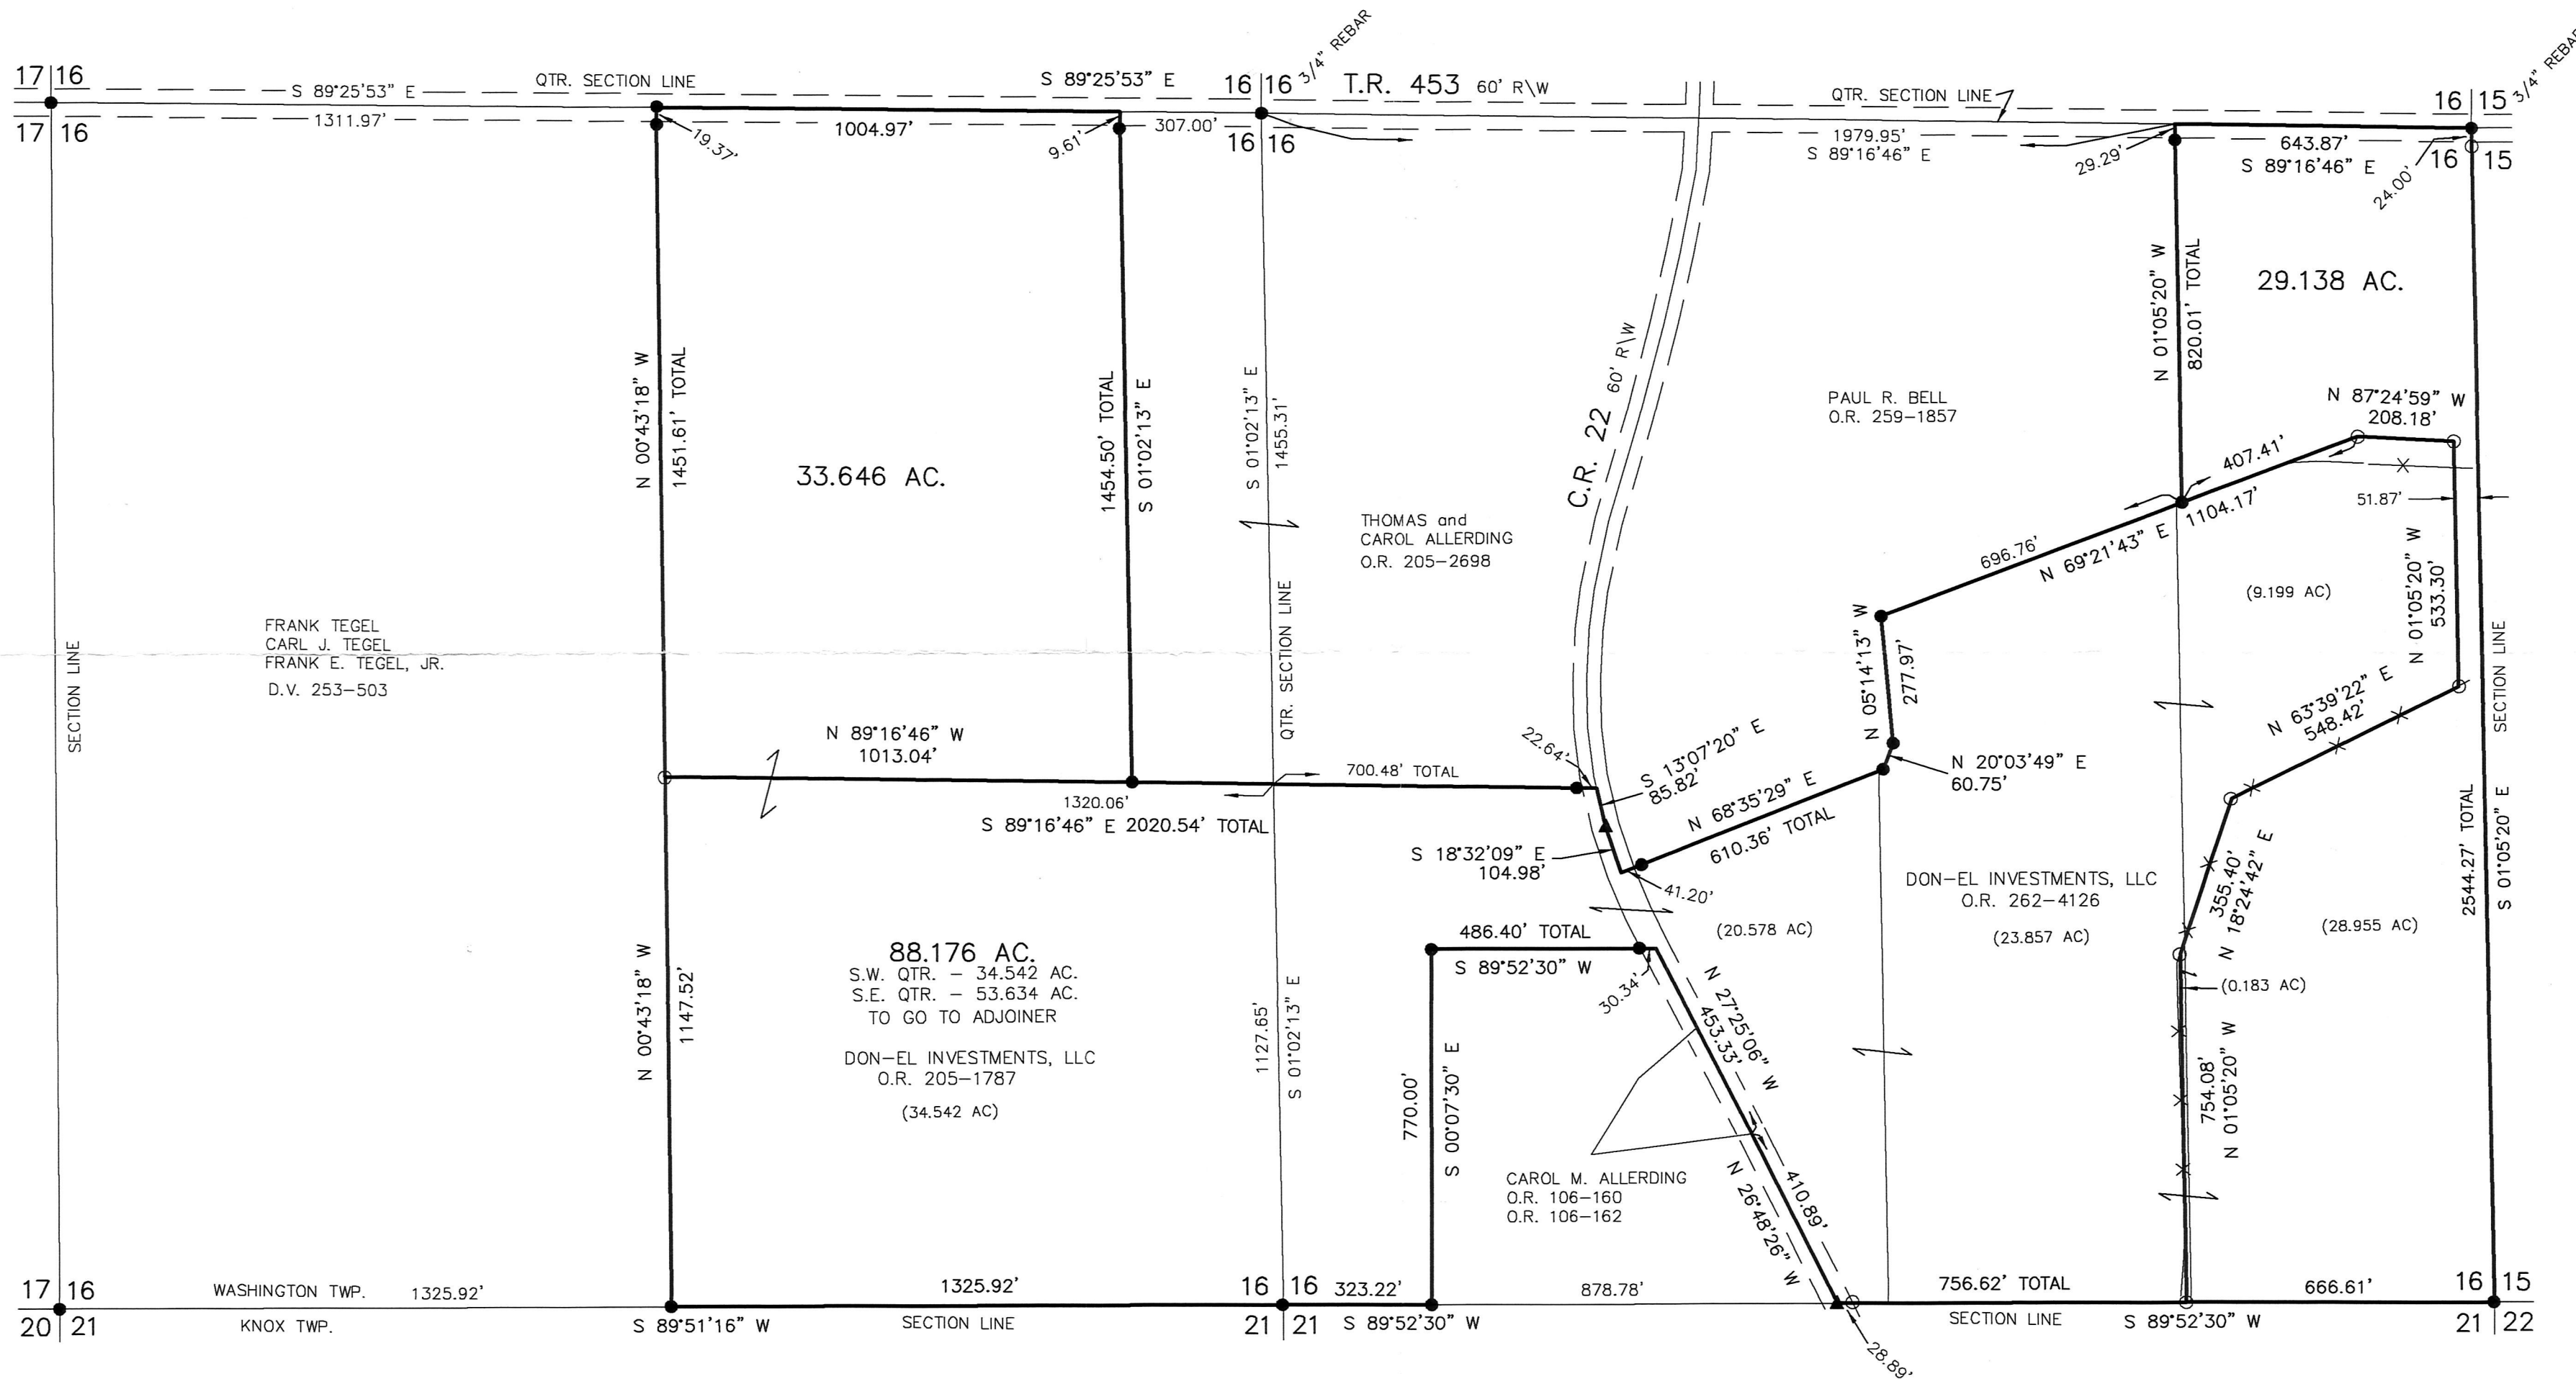 17 16
S 89°25'53" E
QTR. SECTION LINE
S 89°25'53" E
16 16
3/4" REBAR
T.R. 453 60' R\W
QTR. SECTION LINE
16 15
3/4" REBAR
17 16
1311.97'
19.37'
1004.97'
9.61'
307.00'
16 16
1979.95'
S 89°16'46" E
29.29'
643.87'
S 89°16'46" E
24.00'
16 15
N 00°43'18" W
1451.61' TOTAL
33.646 AC.
1454.50' TOTAL
S 01°02'13" E
S 01°02'13" E
1455.31'
QTR. SECTION LINE
THOMAS and
CAROL ALLERDING
O.R. 205-2698
C.R. 22 60' R\W
PAUL R. BELL
O.R. 259-1857
N 01°05'20" W
820.01' TOTAL
29.138 AC.
N 87°24'59" W
208.18'
407.41'
1104.17'
51.87'
696.76'
N 69°21'43" E
N 01°05'20" W
533.30'
(9.199 AC)
SECTION LINE
SECTION LINE
FRANK TEGEL
CARL J. TEGEL
FRANK E. TEGEL, JR.
D.V. 253-503
N 05°14'13" W
277.97'
N 63°39'22" E
548.42'
N 89°16'46" W
1013.04'
22.64'
S 13°07'20" E
85.82'
N 20°03'49" E
60.75'
700.48' TOTAL
1320.06'
S 89°16'46" E 2020.54' TOTAL
N 68°35'29" E
610.36' TOTAL
S 18°32'09" E
104.98'
41.20'
2544.27' TOTAL
S 01°05'20" E
355.40'
N 18°24'42" E
DON-EL INVESTMENTS, LLC
O.R. 262-4126
(20.578 AC)
(23.857 AC)
(28.955 AC)
(0.183 AC)
N 00°43'18" W
1147.52'
88.176 AC.
S.W. QTR. - 34.542 AC.
S.E. QTR. - 53.634 AC.
TO GO TO ADJOINER
DON-EL INVESTMENTS, LLC
O.R. 205-1787
(34.542 AC)
1127.65'
S 01°02'13" E
486.40' TOTAL
S 89°52'30" W
30.34'
N 27°25'06" W
453.33'
770.00'
S 00°07'30" E
754.08'
N 01°05'20" W
CAROL M. ALLERDING
O.R. 106-160
O.R. 106-162
410.89'
N 26°48'26" W
17 16
WASHINGTON TWP. 1325.92'
1325.92'
16 16
323.22'
878.78'
756.62' TOTAL
666.61'
16 15
20 21
KNOX TWP.
S 89°51'16" W
SECTION LINE
21 21
S 89°52'30" W
28.89'
SECTION LINE
S 89°52'30" W
21 22